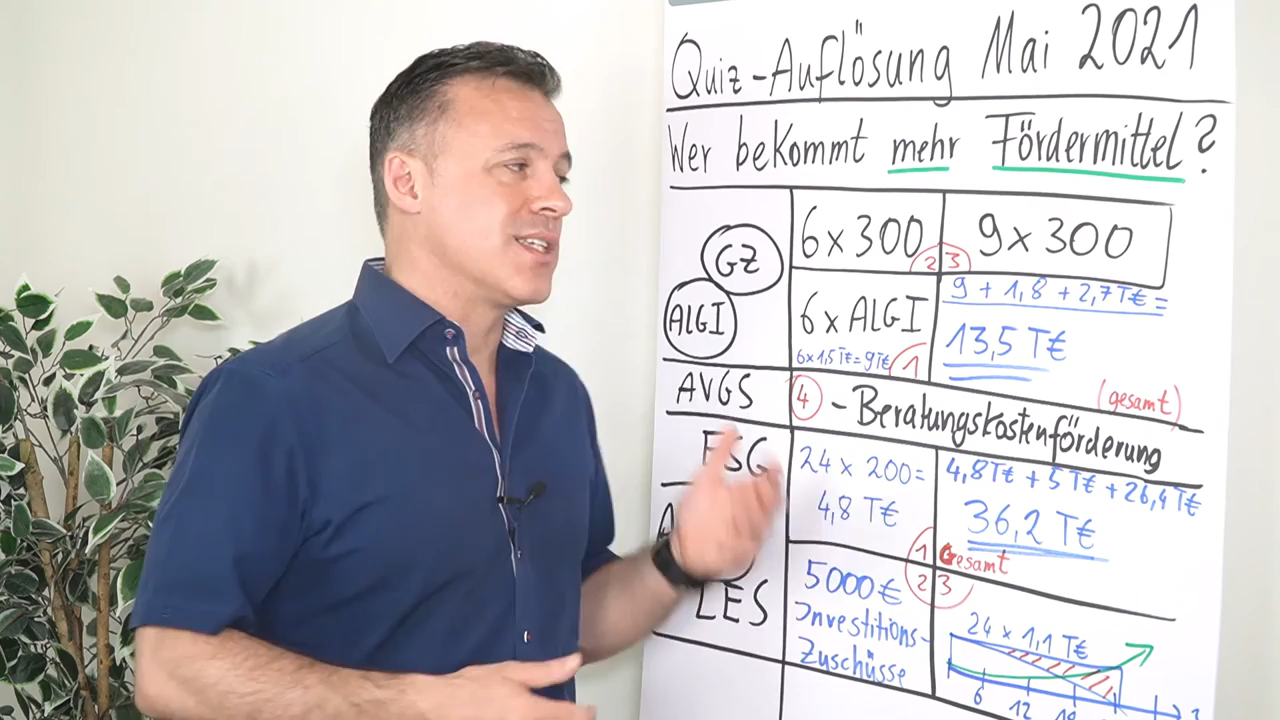 Quiz-Auflösung Mai 2021
Wer bekommt mehr Fördermittel?
GZ
6 x 300
2
3
9 x 300
ALGI
6 x ALGI
6 x 1,5 T€ = 9 T€
1
9 + 1,8 + 2,7 T€ =
13,5 T€
AVGS
4
- Beratungskostenförderung
(gesamt)
ESG
24 x 200 =
4,8 T€
4,8 T€ + 5 T€ + 26,4 T€
36,2 T€
1
Gesamt
LES
5000 €
Investitions-
Zuschüsse
2
3
24 x 1,1 T€
6
12